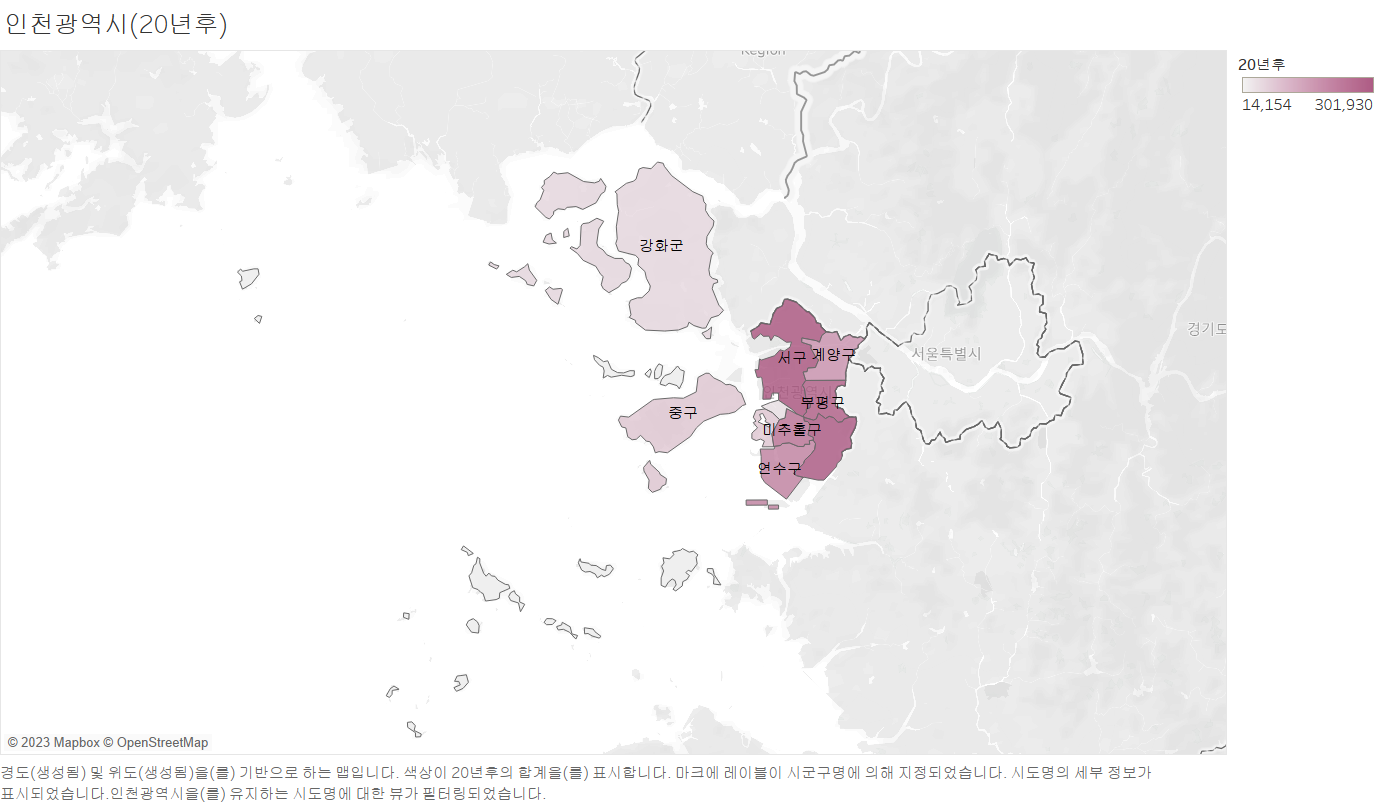 인천광역시(20년후)
Region
20년후
14,154 301,930
강화군
경기도
서울특별시
서구 계양구
인천광역시
부평구
중구
미추홀구
연수구
© 2023 Mapbox © OpenStreetMap
경도(생성됨) 및 위도(생성됨)을(를) 기반으로 하는 맵입니다. 색상이 20년후의 합계을(를) 표시합니다. 마크에 레이블이 시군구명에 의해 지정되었습니다. 시도명의 세부 정보가
표시되었습니다.인천광역시을(를) 유지하는 시도명에 대한 뷰가 필터링되었습니다.